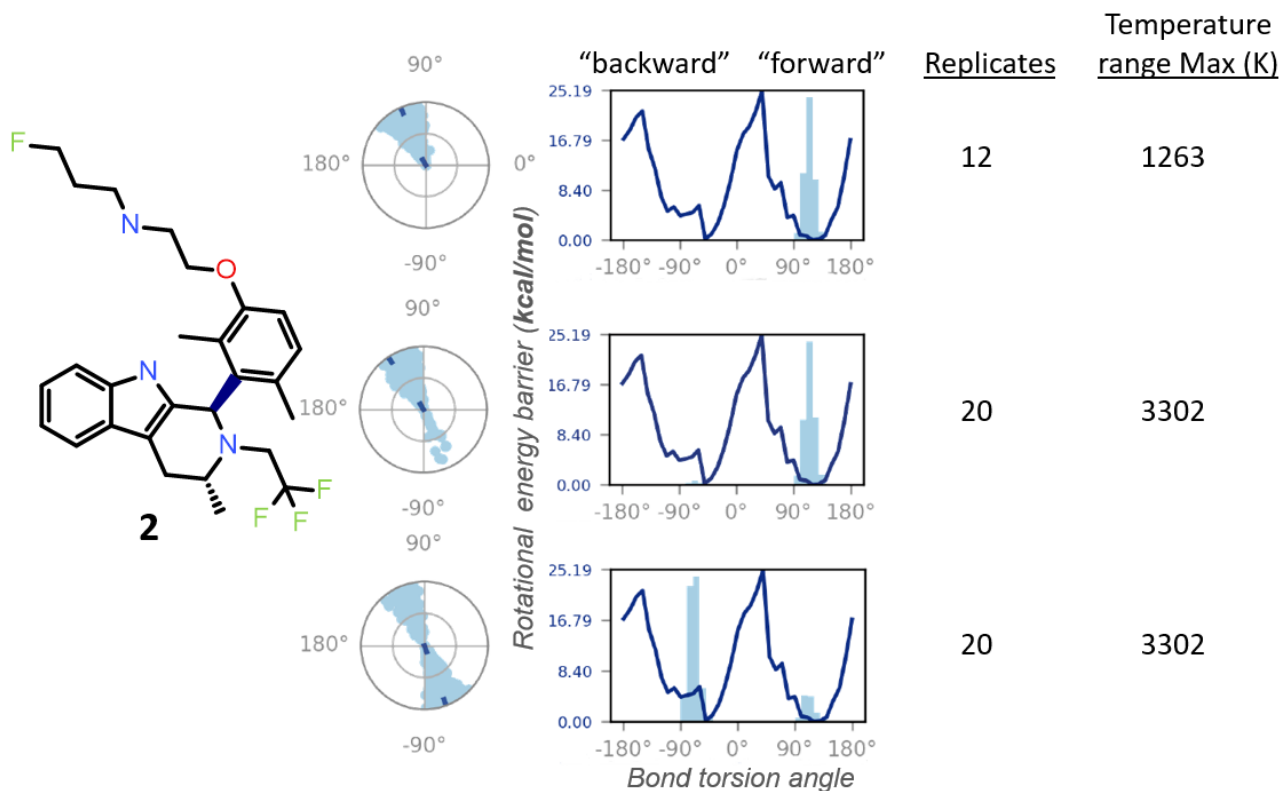 Temperature
"backward" "forward" Replicates range Max (K)
90°
180° 0°
-90°
25.19
16.79
8.40
0.00
-180° -90° 0° 90° 180°
12 1263
90°
180°
-90°
25.19
16.79
8.40
0.00
-180° -90° 0° 90° 180°
20 3302
90°
180°
-90°
25.19
16.79
8.40
0.00
-180° -90° 0° 90° 180°
20 3302
Rotational energy barrier (kcal/mol)
Bond torsion angle
F
N
O
N
N
F
F
F
2